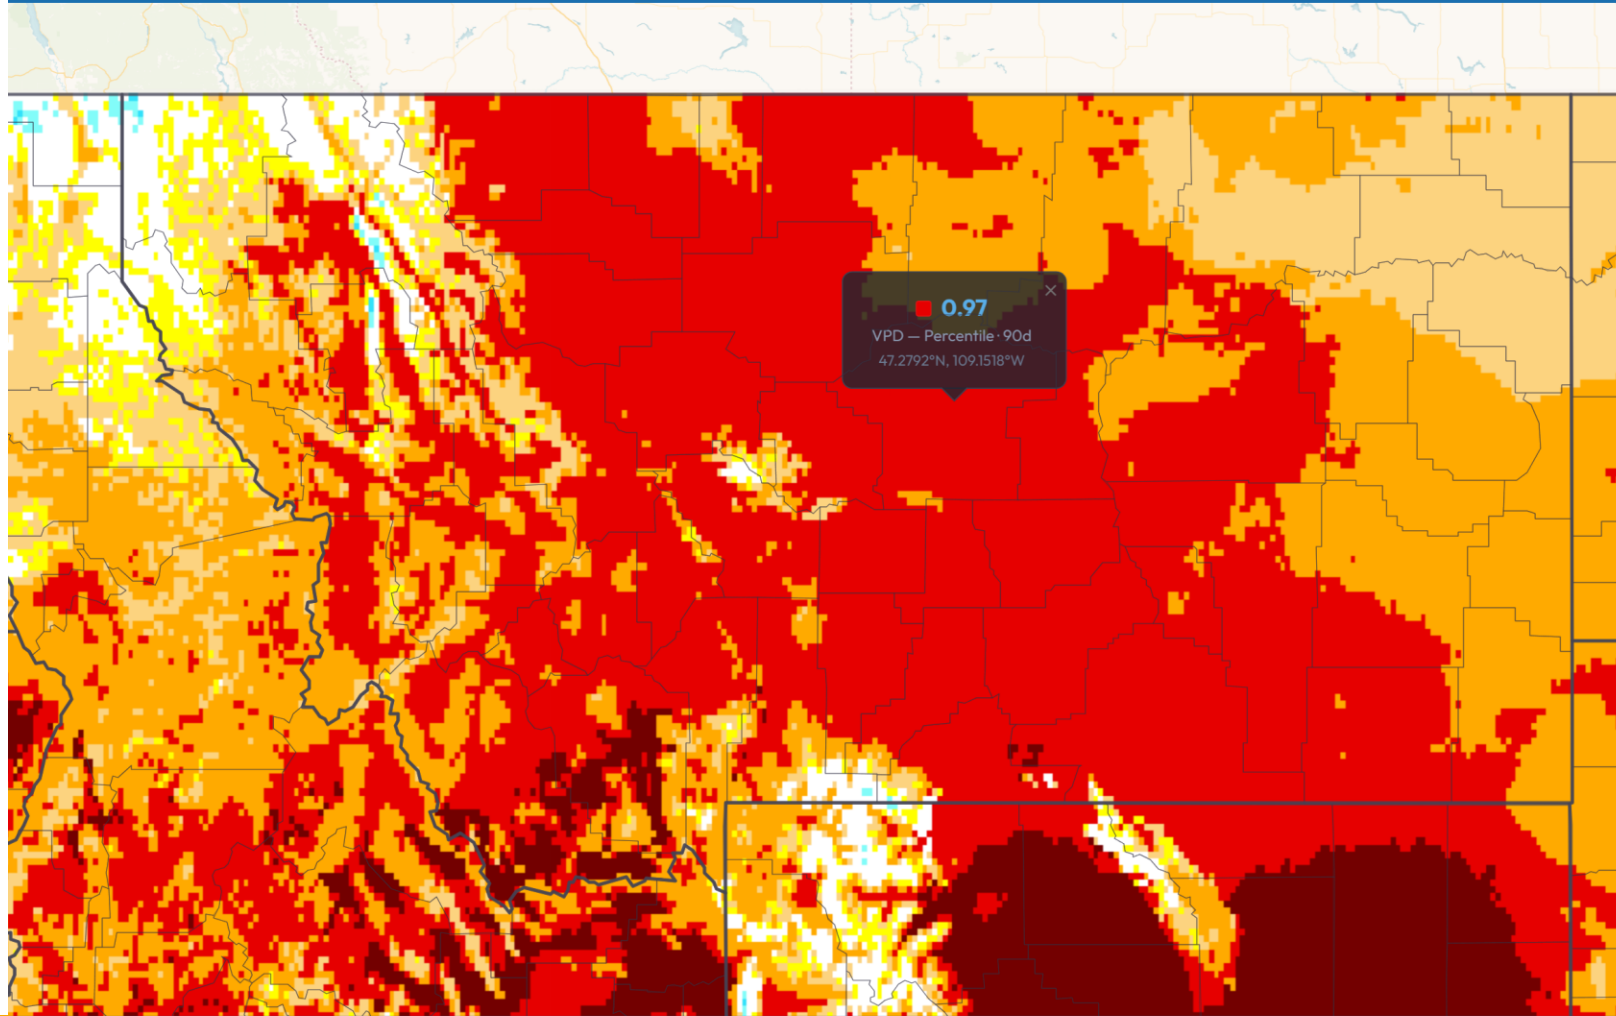 ×
0.97
VPD — Percentile · 90d
47.2792°N, 109.1518°W